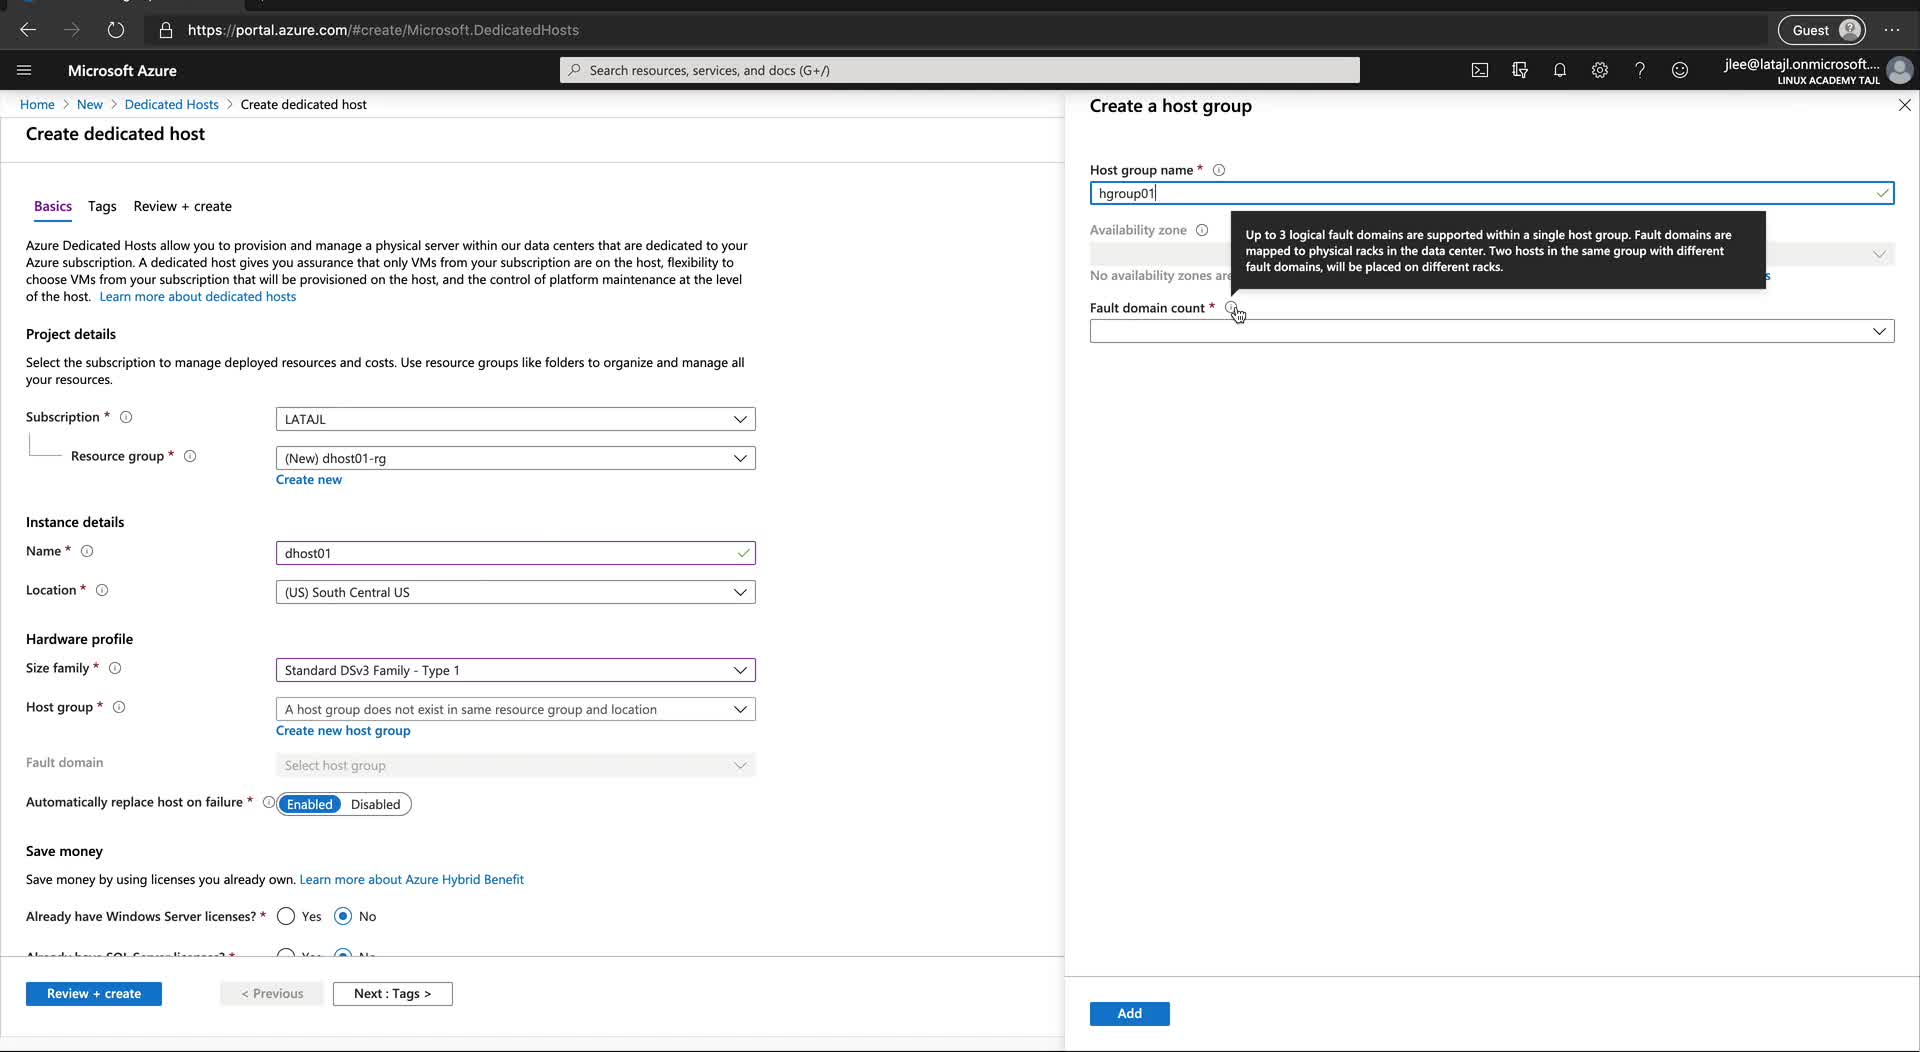 https://portal.azure.com/#create/Microsoft.DedicatedHosts
Guest
Microsoft Azure
Search resources, services, and docs (G+/)
jlee@latajl.onmicrosoft....
LINUX ACADEMY TAJL
Home > New > Dedicated Hosts > Create dedicated host
Create dedicated host
Basics Tags Review + create
Azure Dedicated Hosts allow you to provision and manage a physical server within our data centers that are dedicated to your
Azure subscription. A dedicated host gives you assurance that only VMs from your subscription are on the host, flexibility to
choose VMs from your subscription that will be provisioned on the host, and the control of platform maintenance at the level
of the host. Learn more about dedicated hosts
Project details
Select the subscription to manage deployed resources and costs. Use resource groups like folders to organize and manage all
your resources.
Subscription *
LATAJL
Resource group *
(New) dhost01-rg
Create new
Instance details
Name *
dhost01
Location *
(US) South Central US
Hardware profile
Size family *
Standard DSv3 Family - Type 1
Host group *
A host group does not exist in same resource group and location
Create new host group
Fault domain
Select host group
Automatically replace host on failure *
Enabled Disabled
Save money
Save money by using licenses you already own. Learn more about Azure Hybrid Benefit
Already have Windows Server licenses? * Yes No
Already have SQL Server licenses? * Yes No
Review + create
< Previous
Next : Tags >
Create a host group
Host group name *
hgroup01
Availability zone
No availability zones are
Up to 3 logical fault domains are supported within a single host group. Fault domains are
mapped to physical racks in the data center. Two hosts in the same group with different
fault domains, will be placed on different racks.
Fault domain count *
Add